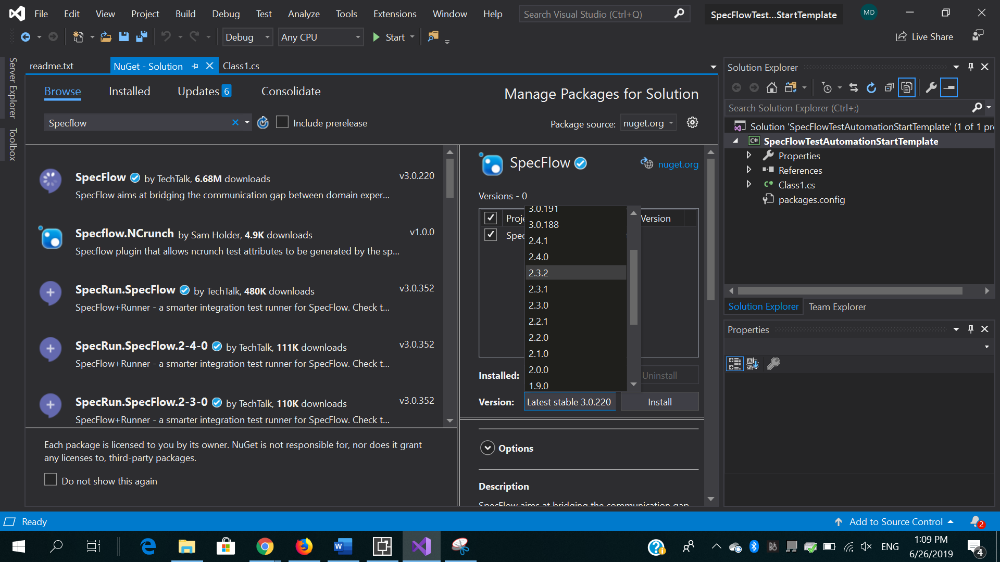 File Edit View Project Build Debug Test Analyze Tools Extensions Window Help Search Visual Studio (Ctrl+Q) SpecFlowTest...StartTemplate MD
Debug Any CPU Start Live Share
Server Explorer
Toolbox
readme.txt NuGet - Solution Class1.cs
Browse Installed Updates 6 Consolidate
Manage Packages for Solution
Specflow Include prerelease
Package source: nuget.org
SpecFlow by TechTalk, 6.68M downloads v3.0.220
SpecFlow aims at bridging the communication gap between domain exper...
Specflow.NCrunch by Sam Holder, 4.9K downloads v1.0.0
Specflow plugin that allows ncrunch test attributes to be generated by the sp...
SpecRun.SpecFlow by TechTalk, 480K downloads v3.0.352
SpecFlow+Runner - a smarter integration test runner for SpecFlow. Check t...
SpecRun.SpecFlow.2-4-0 by TechTalk, 111K downloads v3.0.352
SpecFlow+Runner - a smarter integration test runner for SpecFlow. Check t...
SpecRun.SpecFlow.2-3-0 by TechTalk, 110K downloads v3.0.352
SpecFlow+Runner - a smarter integration test runner for SpecFlow. Check t...
Each package is licensed to you by its owner. NuGet is not responsible for, nor does it grant
any licenses to, third-party packages.
Do not show this again
SpecFlow nuget.org
Versions - 0
Proje Version
Spec
3.0.191
3.0.188
2.4.1
2.4.0
2.3.2
2.3.1
2.3.0
2.2.1
2.2.0
2.1.0
2.0.0
1.9.0
Installed: Uninstall
Version: Latest stable 3.0.220 Install
Options
Description
SpecFlow aims at bridging the communication gap
Solution Explorer
Search Solution Explorer (Ctrl+;)
Solution 'SpecFlowTestAutomationStartTemplate' (1 of 1 pro
C# SpecFlowTestAutomationStartTemplate
Properties
References
C# Class1.cs
packages.config
Solution Explorer Team Explorer
Properties
Ready Add to Source Control 2
1:09 PM
ENG
6/26/2019
4